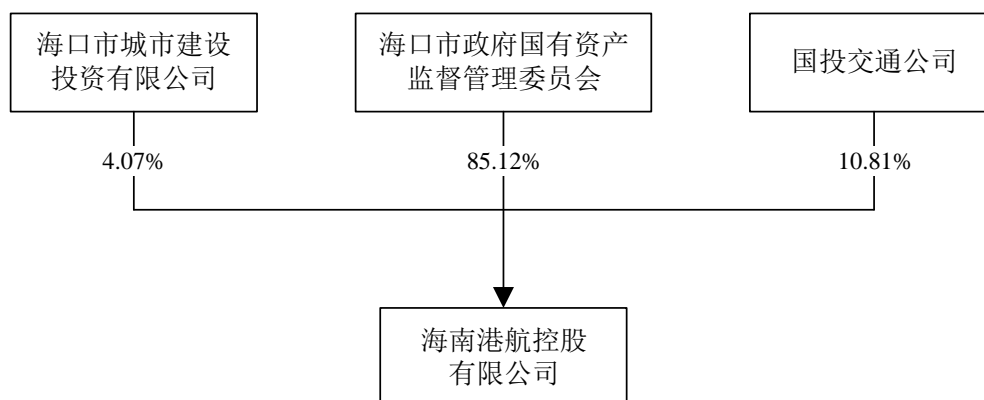 海口市城市建设
投资有限公司
海口市政府国有资产
监督管理委员会
国投交通公司
4.07%
85.12%
10.81%
海南港航控股
有限公司